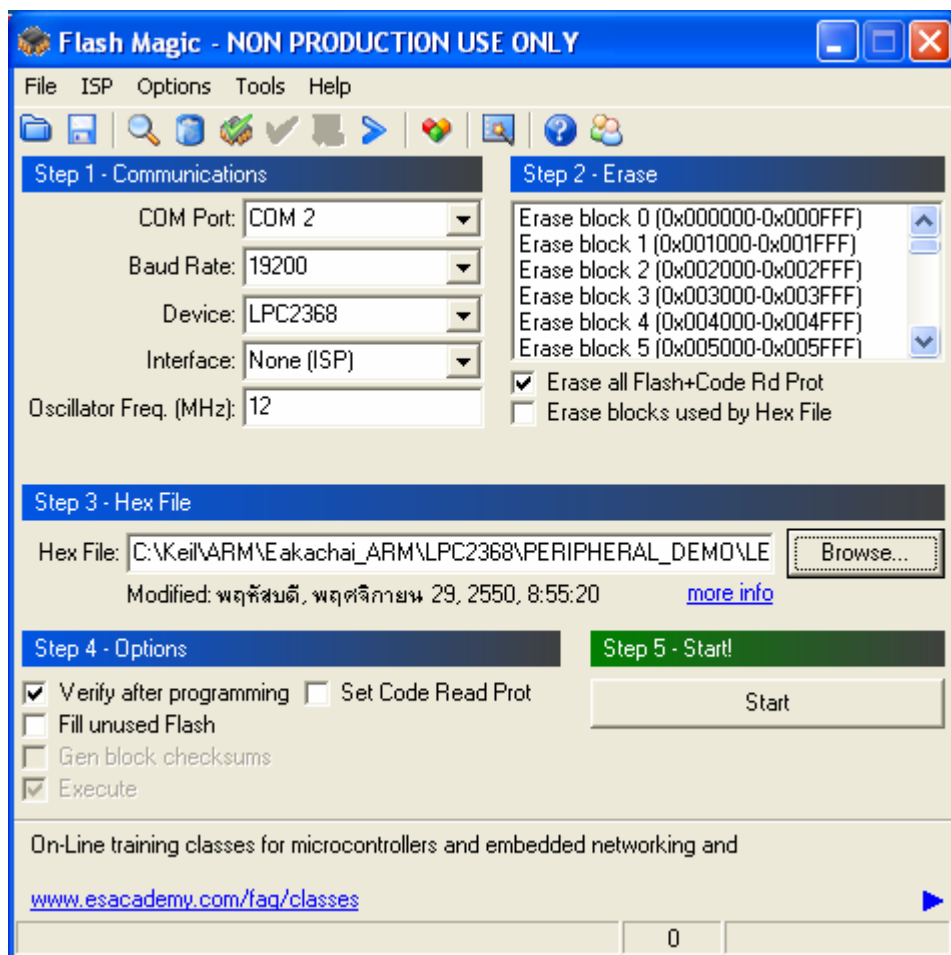 Flash Magic - NON PRODUCTION USE ONLY
File ISP Options Tools Help
Step 1 - Communications
COM Port: COM 2
Baud Rate: 19200
Device: LPC2368
Interface: None (ISP)
Oscillator Freq. (MHz): 12
Step 2 - Erase
Erase block 0 (0x000000-0x000FFF)
Erase block 1 (0x001000-0x001FFF)
Erase block 2 (0x002000-0x002FFF)
Erase block 3 (0x003000-0x003FFF)
Erase block 4 (0x004000-0x004FFF)
Erase block 5 (0x005000-0x005FFF)
Erase all Flash+Code Rd Prot
Erase blocks used by Hex File
Step 3 - Hex File
Hex File: C:\Keil\ARM\Eakachai_ARM\LPC2368\PERIPHERAL_DEMO\LE Browse...
Modified: พฤหัสบดี, พฤศจิกายน 29, 2550, 8:55:20 more info
Step 4 - Options
Verify after programming Set Code Read Prot
Fill unused Flash
Gen block checksums
Execute
Step 5 - Start!
Start
On-Line training classes for microcontrollers and embedded networking and
www.esacademy.com/faq/classes
0